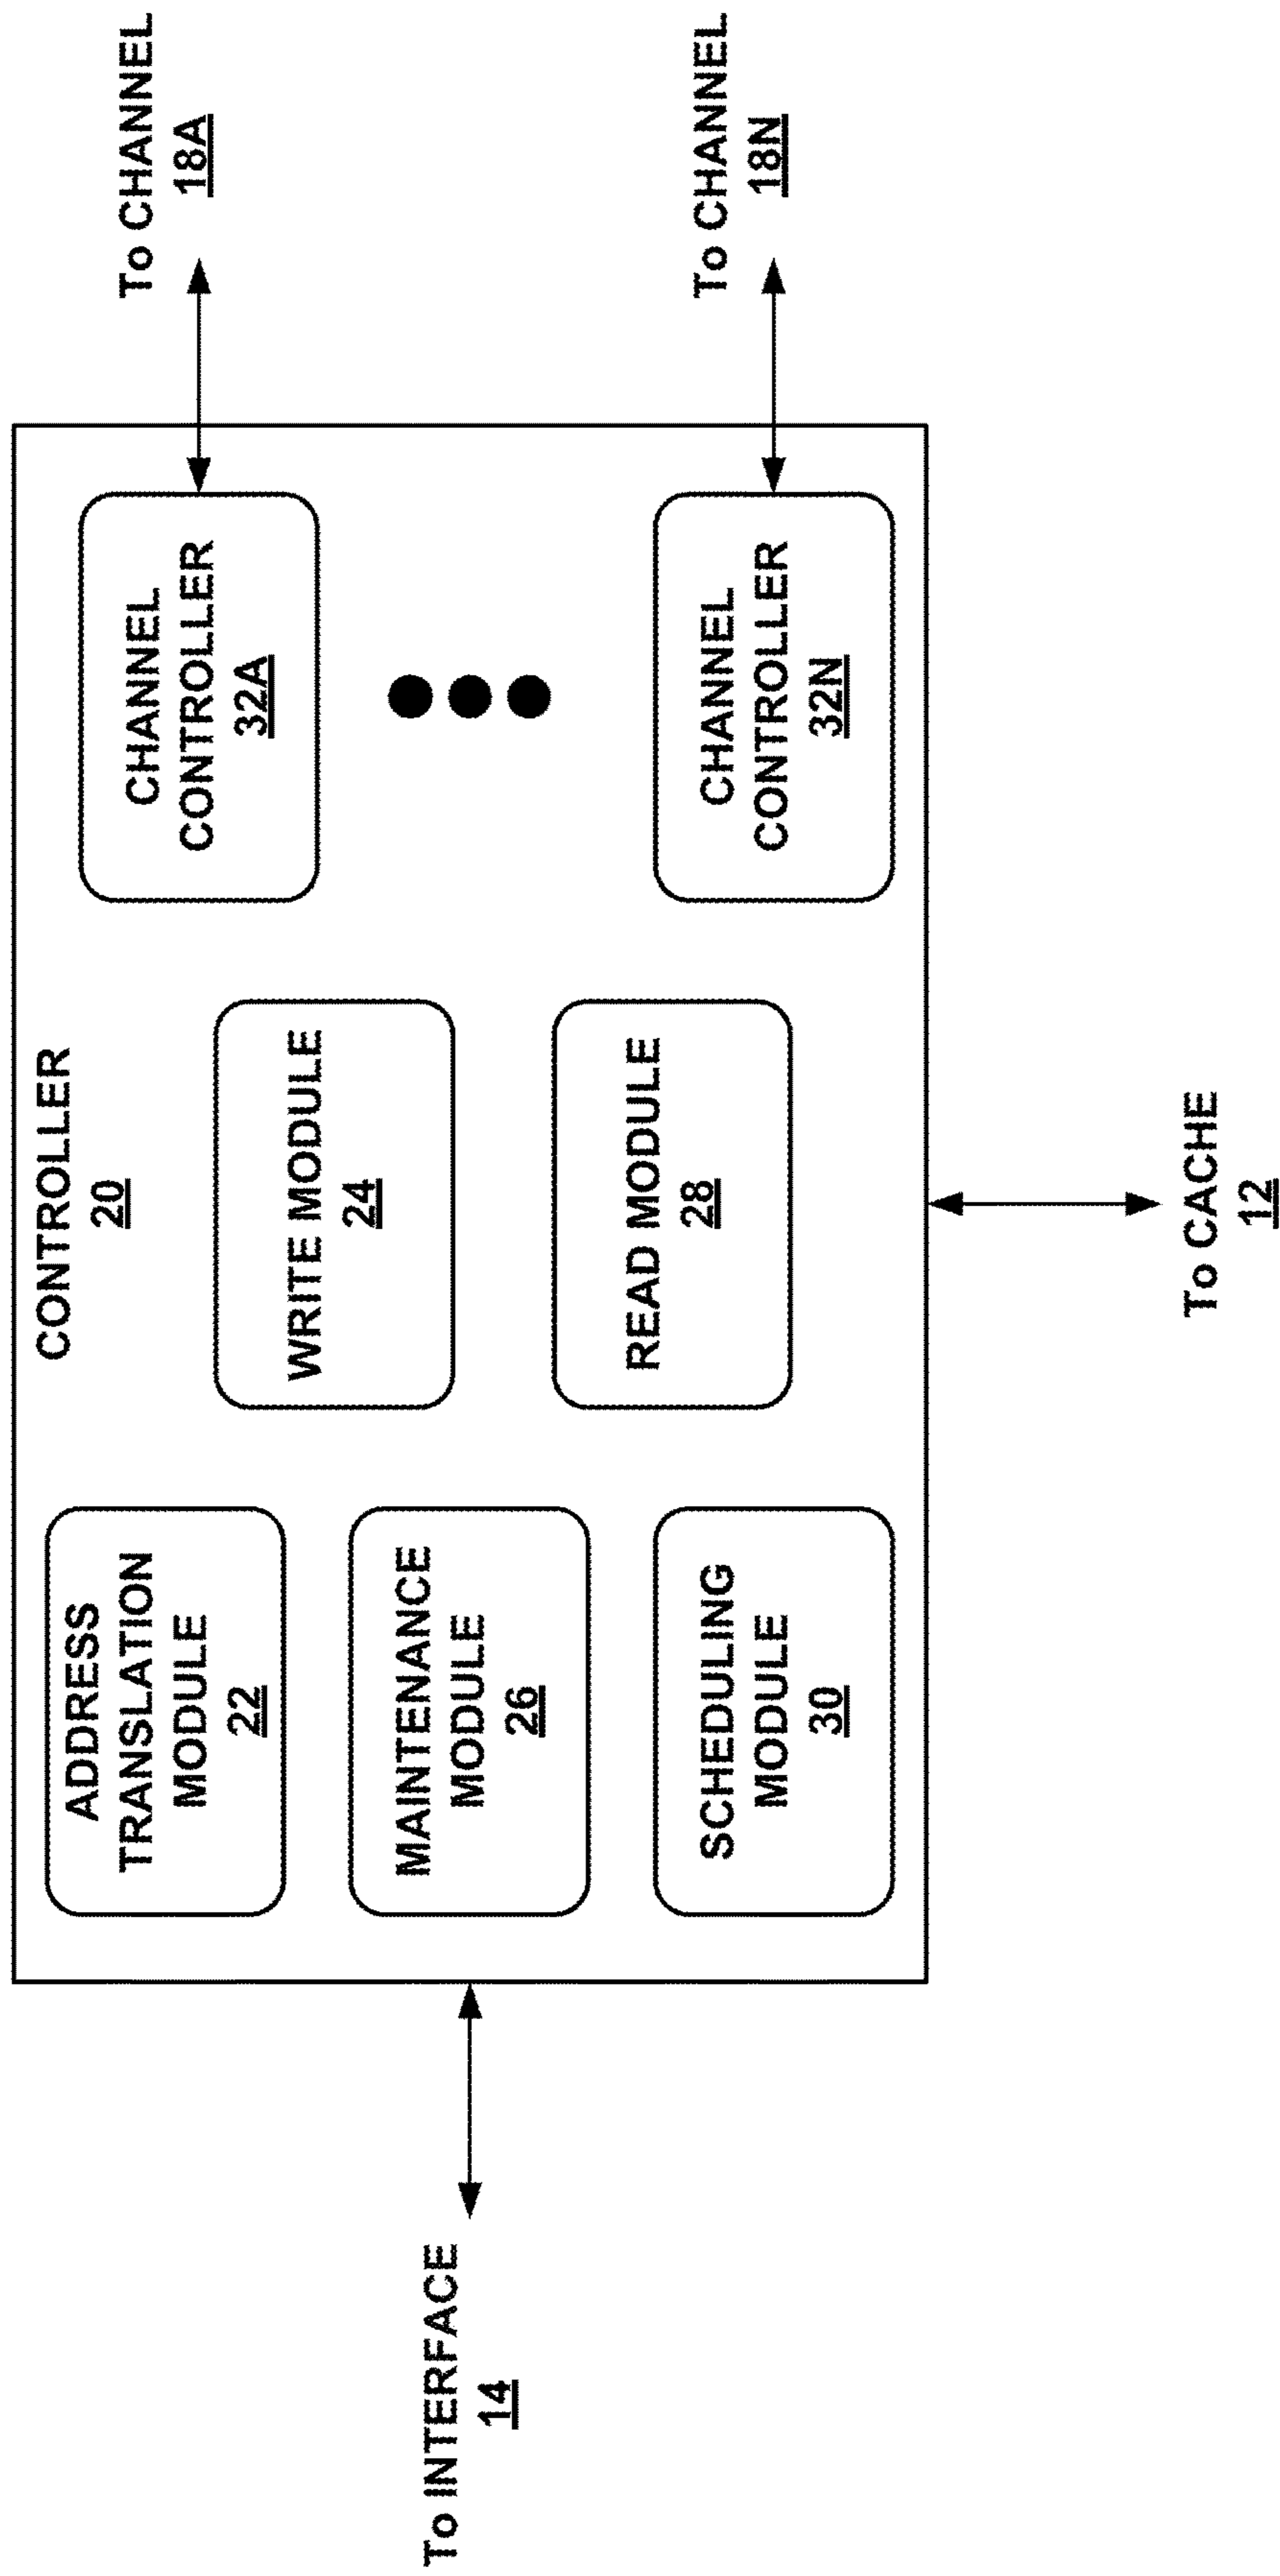 CONTROLLER
20
ADDRESS
TRANSLATION
MODULE
22
MAINTENANCE
MODULE
26
SCHEDULING
MODULE
30
WRITE MODULE
24
READ MODULE
28
CHANNEL
CONTROLLER
32A
CHANNEL
CONTROLLER
32N
To INTERFACE
14
To CHANNEL
18A
To CHANNEL
18N
To CACHE
12